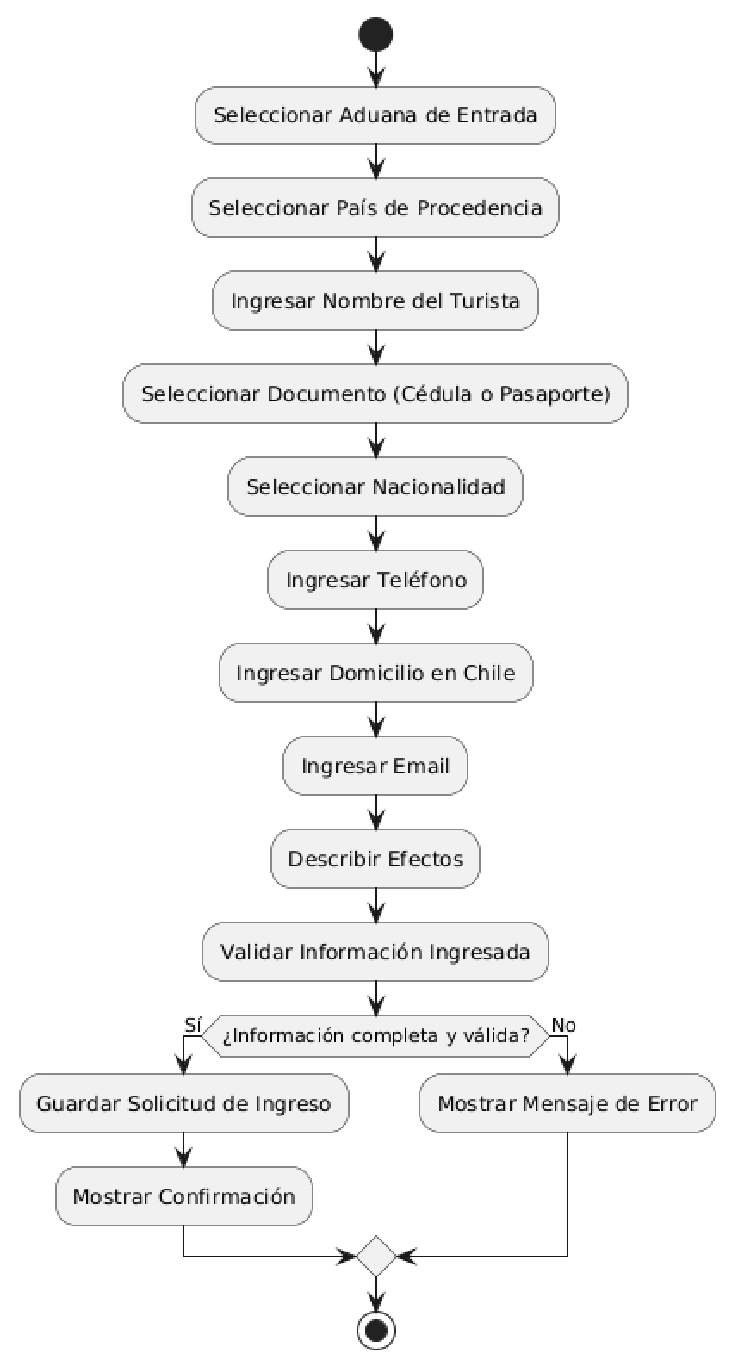 Seleccionar Aduana de Entrada
Seleccionar País de Procedencia
Ingresar Nombre del Turista
Seleccionar Documento (Cédula o Pasaporte)
Seleccionar Nacionalidad
Ingresar Teléfono
Ingresar Domicilio en Chile
Ingresar Email
Describir Efectos
Validar Información Ingresada
Sí
¿Información completa y válida?
No
Guardar Solicitud de Ingreso
Mostrar Mensaje de Error
Mostrar Confirmación